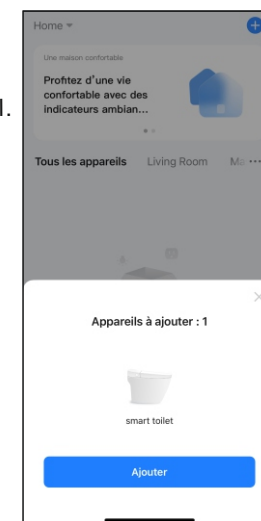 Home
Une maison confortable
Profitez d'une vie
confortable avec des
indicateurs ambian...
Tous les appareils Living Room
Appareils à ajouter : 1
smart toilet
Ajouter